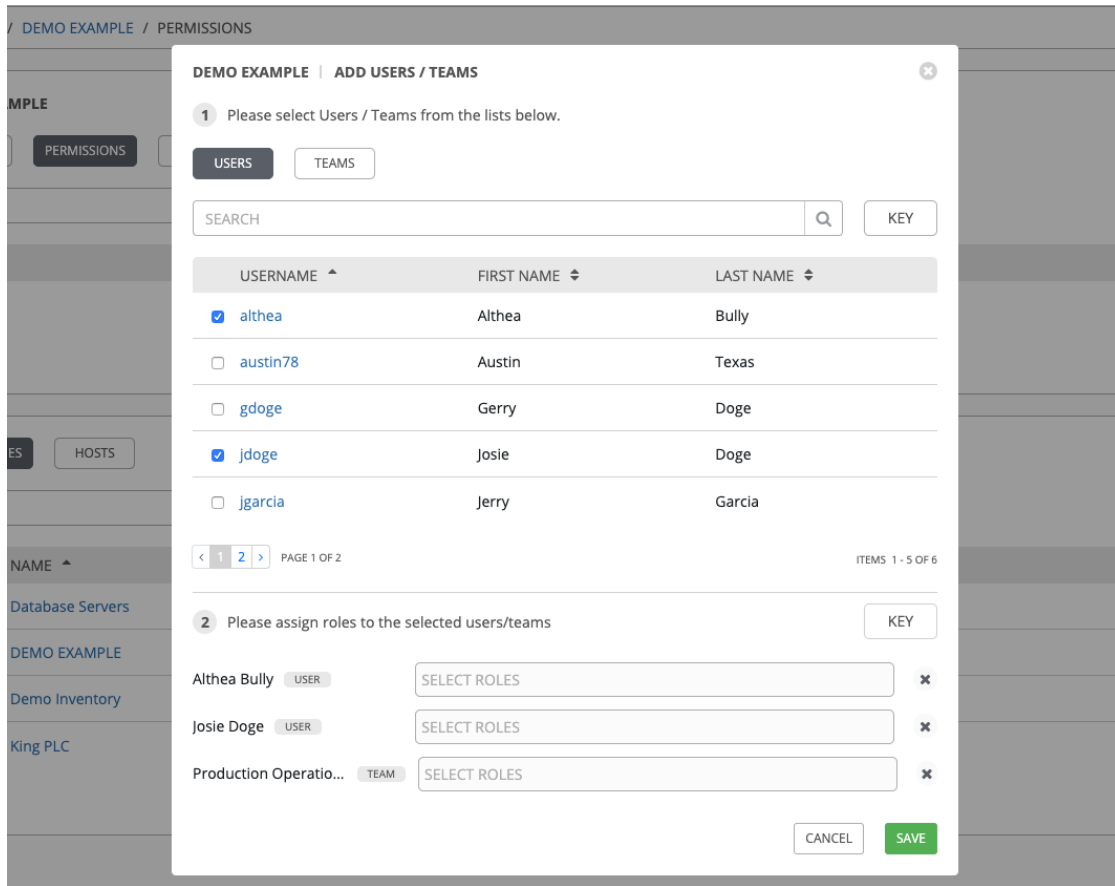 / DEMO EXAMPLE / PERMISSIONS
DEMO EXAMPLE | ADD USERS / TEAMS
MPLE
1 Please select Users / Teams from the lists below.
PERMISSIONS
USERS TEAMS
SEARCH KEY
USERNAME FIRST NAME LAST NAME
althea Althea Bully
austin78 Austin Texas
gdoge Gerry Doge
ES HOSTS
jdoge Josie Doge
jgarcia Jerry Garcia
< 1 2 > PAGE 1 OF 2 ITEMS 1 - 5 OF 6
NAME
Database Servers
2 Please assign roles to the selected users/teams KEY
DEMO EXAMPLE
Althea Bully USER SELECT ROLES
Demo Inventory
Josie Doge USER SELECT ROLES
King PLC
Production Operatio... TEAM SELECT ROLES
CANCEL SAVE